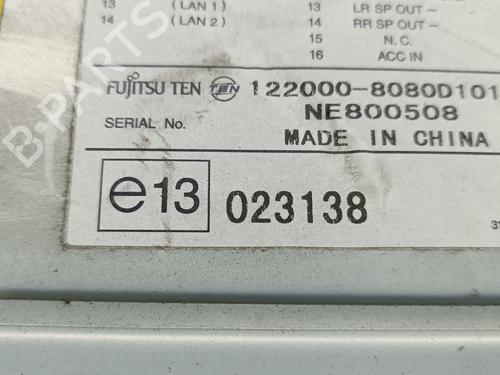 13 (LAN 1) 13 LR SP OUT-
14 (LAN 2) 14 RR SP OUT-
15 N.C.
16 ACC IN
FUJITSU TEN TEN 122000-8080D101
NE800508
SERIAL No.
MADE IN CHINA
e13 023138
B-PARTS